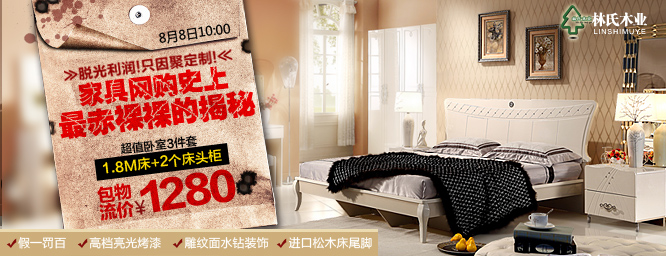 8月8日10:00
林氏木业
LINSHIMUYE
≫脱光利润!只因聚定制!≪
家具网购史上
最赤裸裸的揭秘
超值卧室3件套
1.8M床+2个床头柜
包物流价¥1280
✓ 假一罚百 ✓ 高档亮光烤漆 ✓ 雕纹面水钻装饰 ✓ 进口松木床尾脚